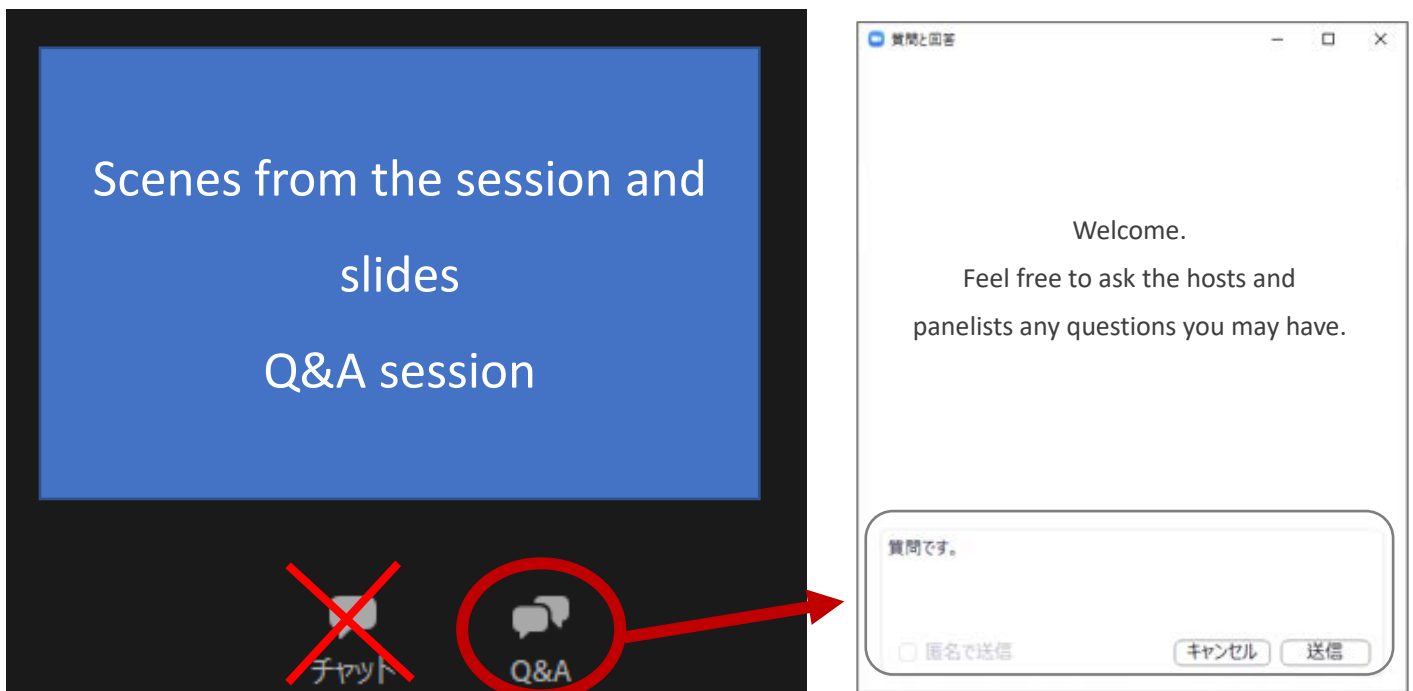 Scenes from the session and
slides
Q&A session
チャット
Q&A
質問と回答
Welcome.
Feel free to ask the hosts and
panelists any questions you may have.
質問です。
匿名で送信
キャンセル
送信